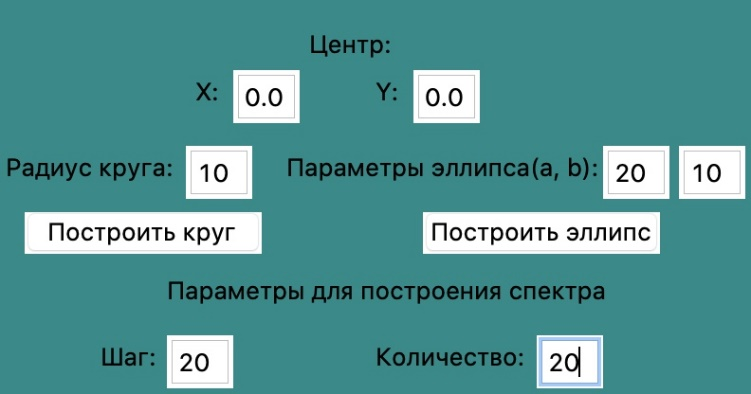 Центр:
X: 0.0 Y: 0.0
Радиус круга: 10 Параметры эллипса(a, b): 20 10
Построить круг Построить эллипс
Параметры для построения спектра
Шаг: 20 Количество: 20